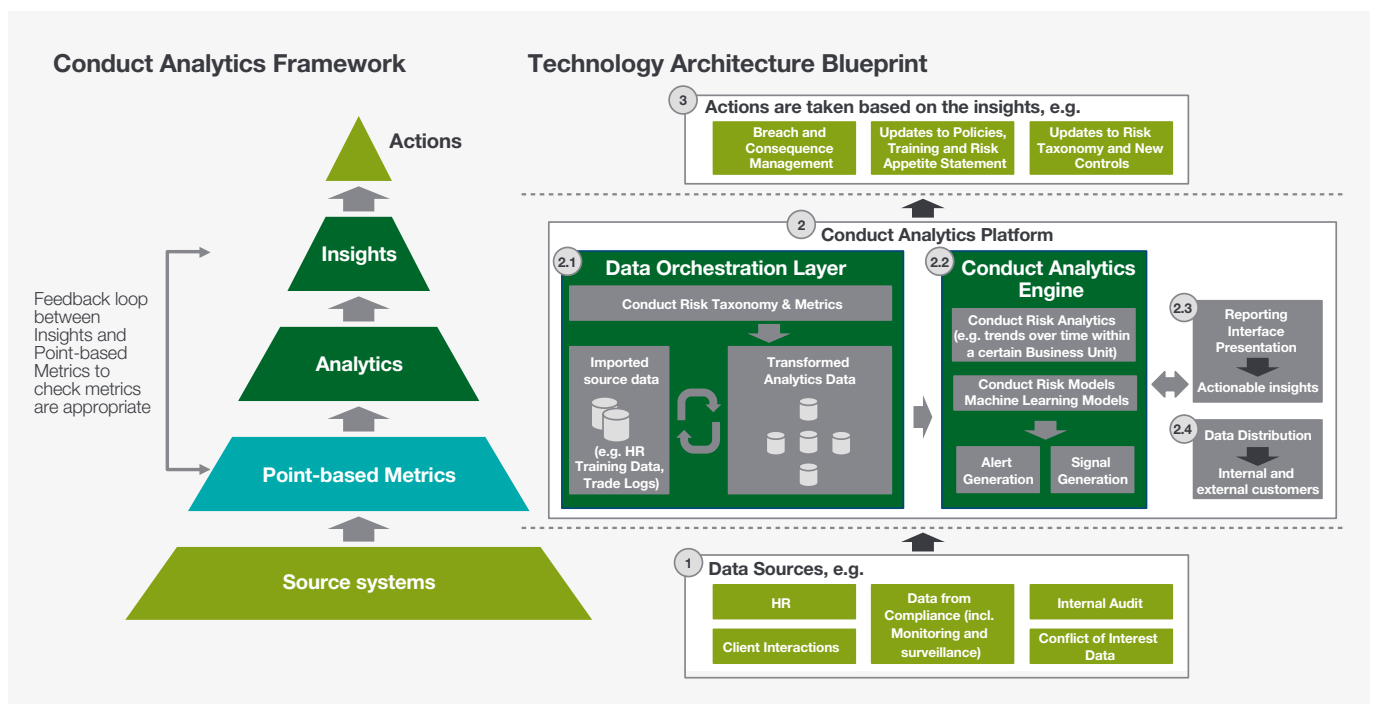 Conduct Analytics Framework
Actions
Insights
Analytics
Point-based Metrics
Source systems
Feedback loop
between
Insights and
Point-based
Metrics to
check metrics
are appropriate
Technology Architecture Blueprint
3
Actions are taken based on the insights, e.g.
Breach and
Consequence
Management
Updates to Policies,
Training and Risk
Appetite Statement
Updates to Risk
Taxonomy and New
Controls
2
Conduct Analytics Platform
2.1
Data Orchestration Layer
Conduct Risk Taxonomy & Metrics
Imported
source data
(e.g. HR
Training Data,
Trade Logs)
Transformed
Analytics Data
2.2
Conduct Analytics
Engine
Conduct Risk Analytics
(e.g. trends over time within
a certain Business Unit)
Conduct Risk Models
Machine Learning Models
Alert
Generation
Signal
Generation
2.3
Reporting
Interface
Presentation
Actionable insights
2.4
Data Distribution
Internal and
external customers
1
Data Sources, e.g.
HR
Client Interactions
Data from
Compliance (incl.
Monitoring and
surveillance)
Internal Audit
Conflict of Interest
Data